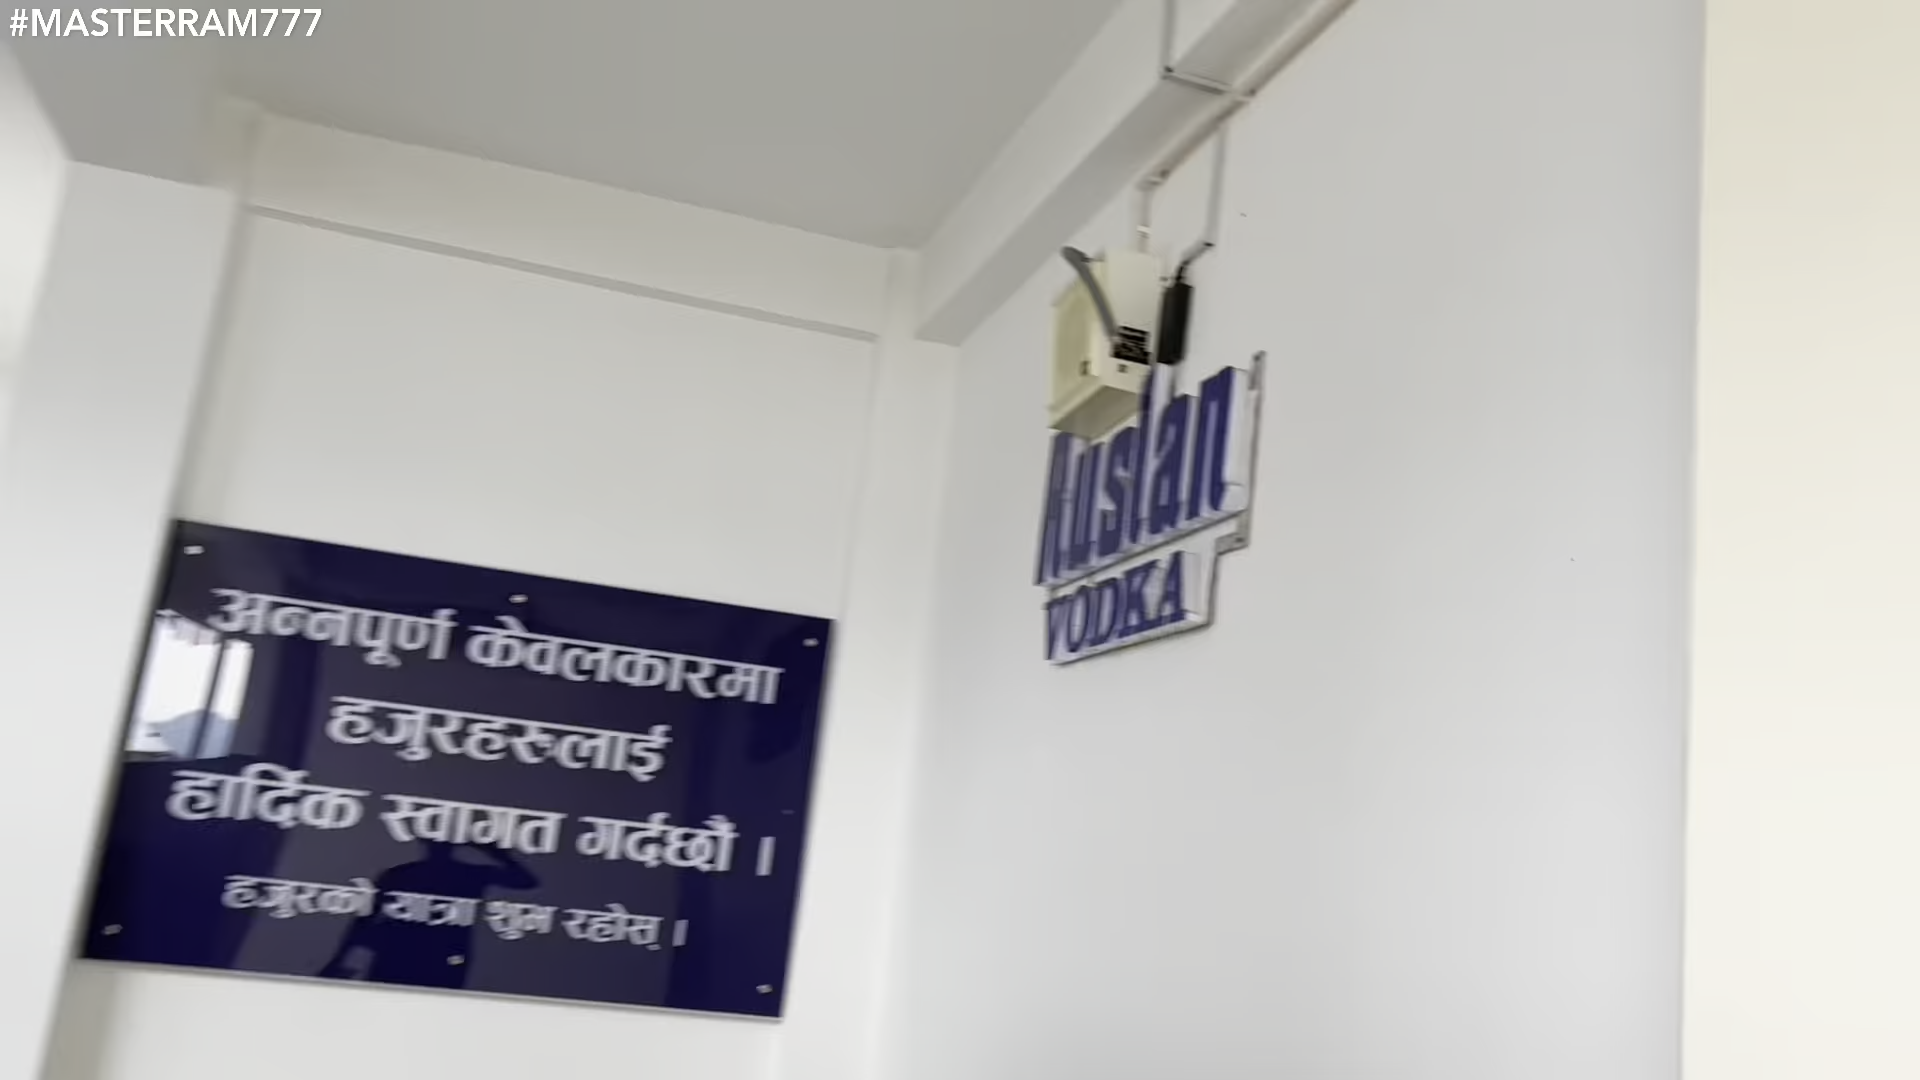 #MASTERRAM777
अन्नपूर्ण केवलकारमा
हजुरहरुलाई
हार्दिक स्वागत गर्दछौं ।
हजुरको यात्रा शुभ रहोस् ।
Ruslan
VODKA